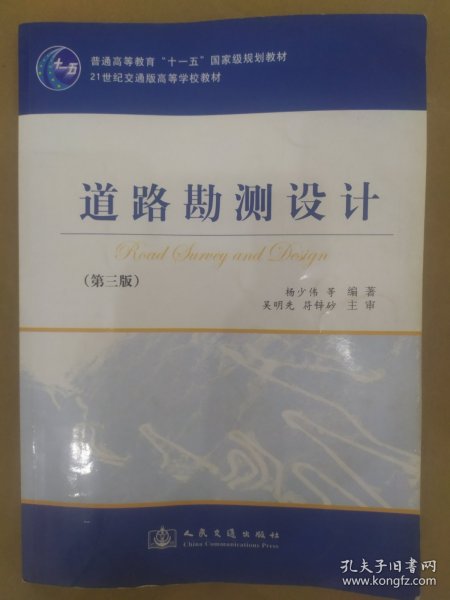 十一五
普通高等教育“十一五”国家级规划教材
21世纪交通版高等学校教材
道路勘测设计
Road Survey and Design
(第三版)
杨少伟 等 编著
吴明先 符锌砂 主审
人民交通出版社
China Communications Press
孔夫子旧书网
www.kongfz.com